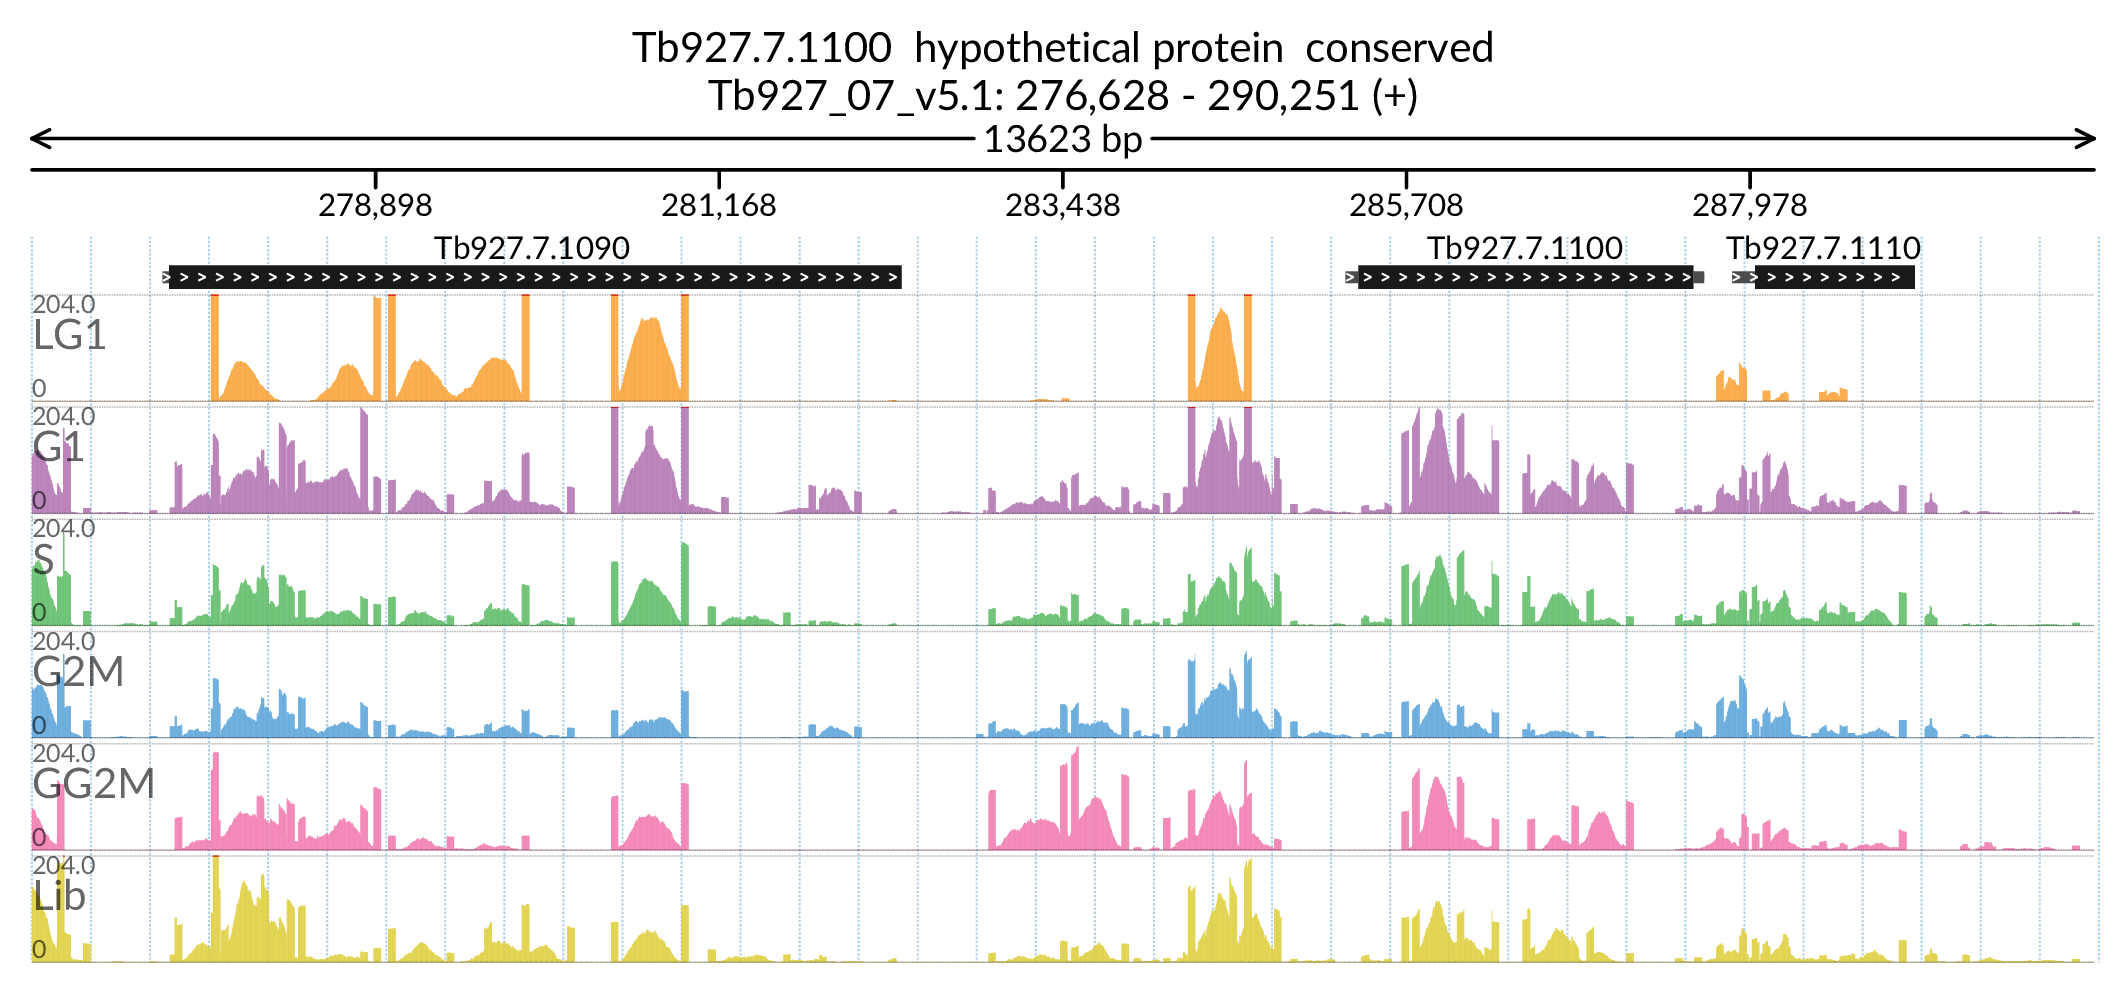 Tb927.7.1100 hypothetical protein conserved
Tb927_07_v5.1: 276,628 - 290,251 (+)
13623 bp
278,898 281,168 283,438 285,708 287,978
Tb927.7.1090 Tb927.7.1100 Tb927.7.1110
204.0
LG1
0
204.0
G1
0
204.0
S
0
204.0
G2M
0
204.0
GG2M
0
204.0
Lib
0